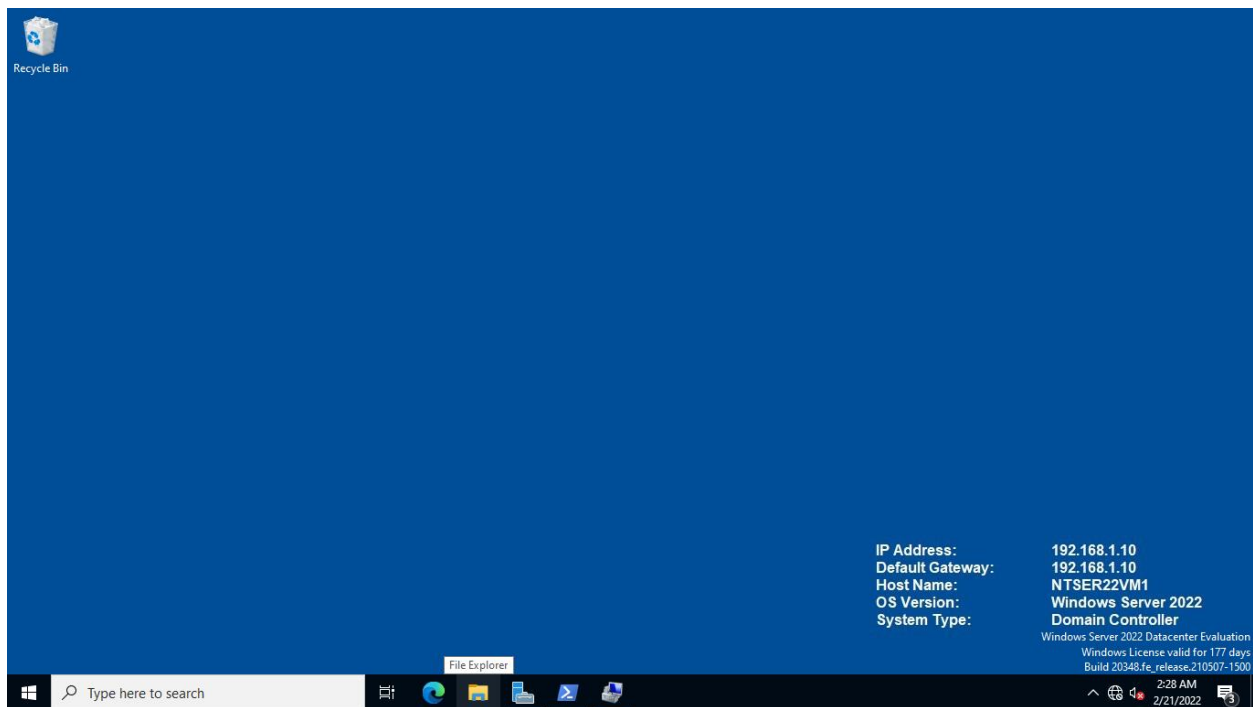 Recycle Bin
IP Address: 192.168.1.10
Default Gateway: 192.168.1.10
Host Name: NTSER22VM1
OS Version: Windows Server 2022
System Type: Domain Controller
Windows Server 2022 Datacenter Evaluation
Windows License valid for 177 days
Build 20348.fe_release.210507-1500
File Explorer
Type here to search
2:28 AM
2/21/2022
3